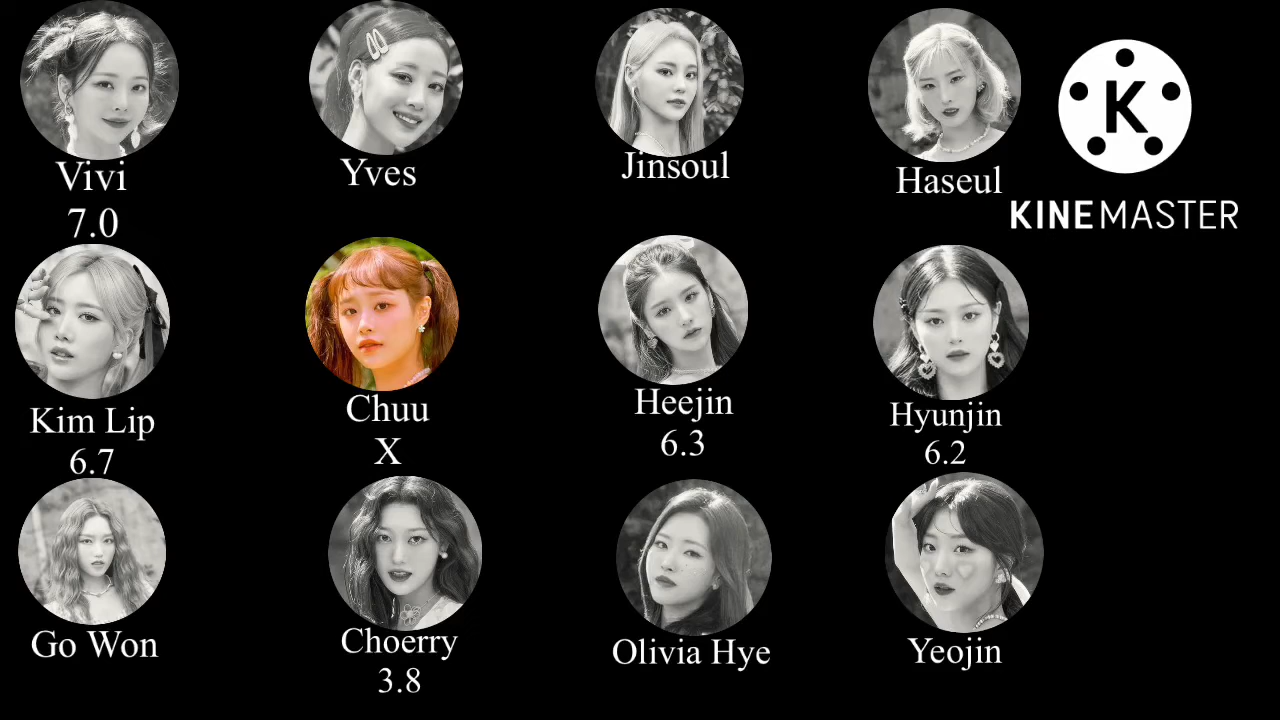 Vivi
7.0
Yves
Jinsoul
Haseul
K
KINEMASTER
Kim Lip
6.7
Chuu
X
Heejin
6.3
Hyunjin
6.2
Go Won
Choerry
3.8
Olivia Hye
Yeojin